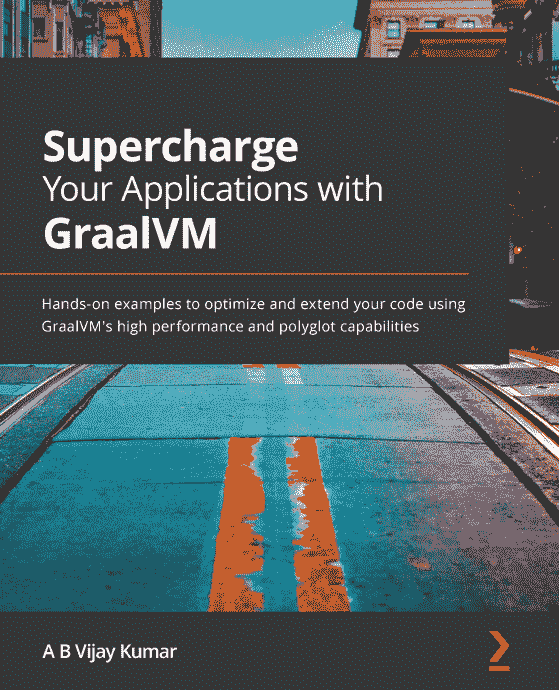 Supercharge
Your Applications with
GraalVM
Hands-on examples to optimize and extend your code using
GraalVM's high performance and polyglot capabilities
A B Vijay Kumar